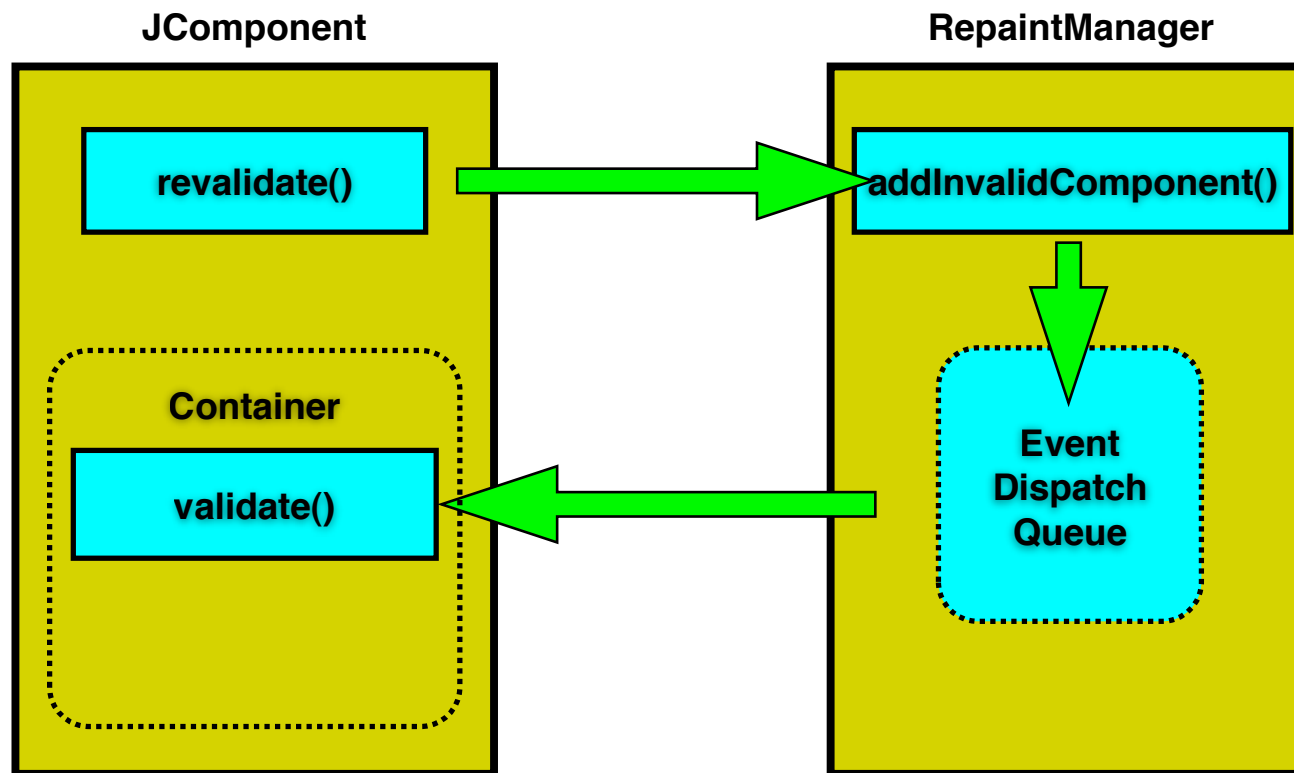 JComponent
RepaintManager
revalidate()
addInvalidComponent()
Container
validate()
Event
Dispatch
Queue